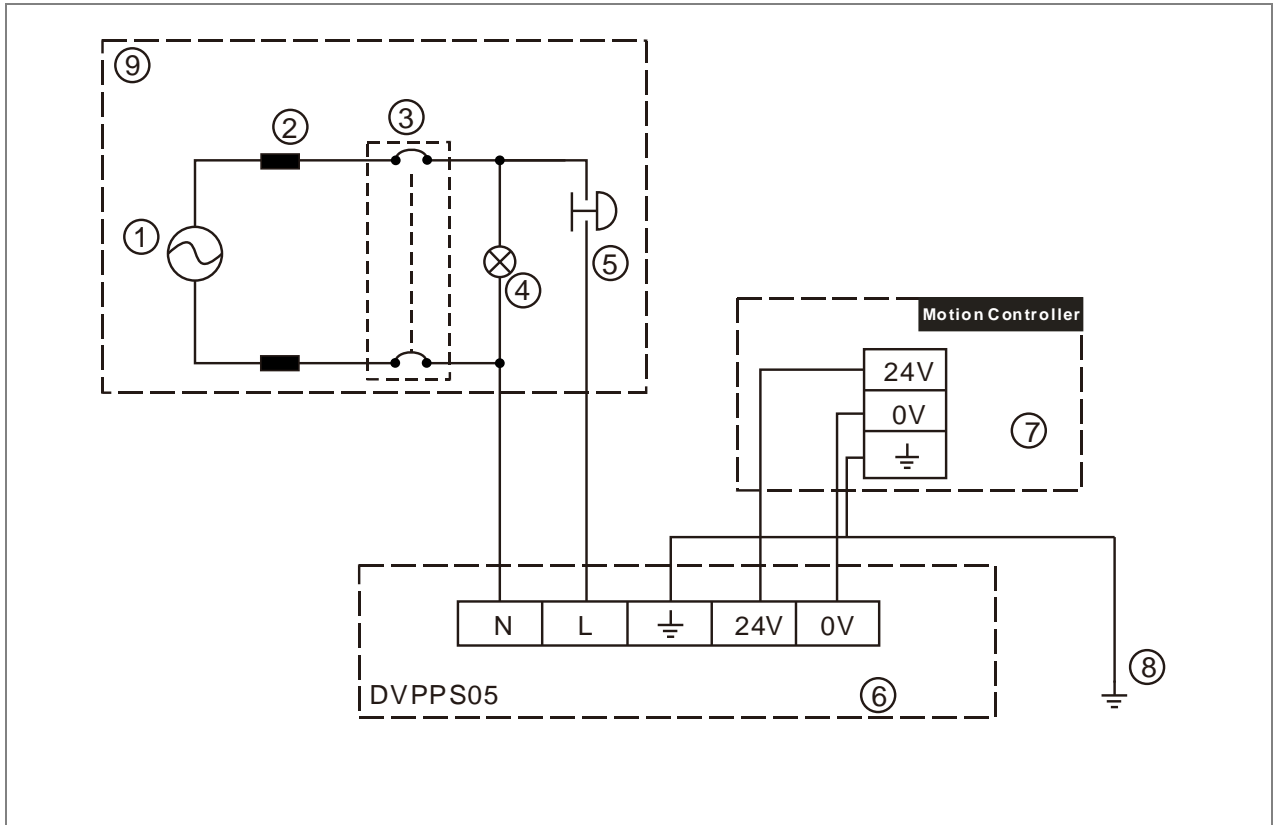 ⑨
③
②
①
④
⑤
Motion Controller
24V
0V
⑦
N L 24V 0V
⑧
DVPPS05
⑥